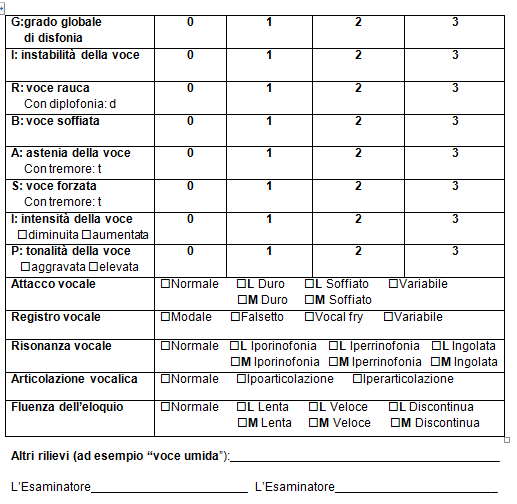 G:grado globale 0 1 2 3
di disfonia
I: instabilità della voce 0 1 2 3
R: voce rauca 0 1 2 3
Con diplofonia: d
B: voce soffiata 0 1 2 3
A: astenia della voce 0 1 2 3
Con tremore: t
S: voce forzata 0 1 2 3
Con tremore: t
I: intensità della voce 0 1 2 3
☐diminuita ☐aumentata
P: tonalità della voce 0 1 2 3
☐aggravata ☐elevata
Attacco vocale ☐Normale ☐L Duro ☐L Soffiato ☐Variabile
☐M Duro ☐M Soffiato
Registro vocale ☐Modale ☐Falsetto ☐Vocal fry ☐Variabile
Risonanza vocale ☐Normale ☐L Iporinofonia ☐L Iperrinofonia ☐L Ingolata
☐M Iporinofonia ☐M Iperrinofonia ☐M Ingolata
Articolazione vocalica ☐Normale ☐Ipoarticolazione ☐Iperarticolazione
Fluenza dell'eloquio ☐Normale ☐L Lenta ☐L Veloce ☐L Discontinua
☐M Lenta ☐M Veloce ☐M Discontinua
Altri rilievi (ad esempio "voce umida"):________________________________________
L'Esaminatore_______________________ L'Esaminatore_______________________